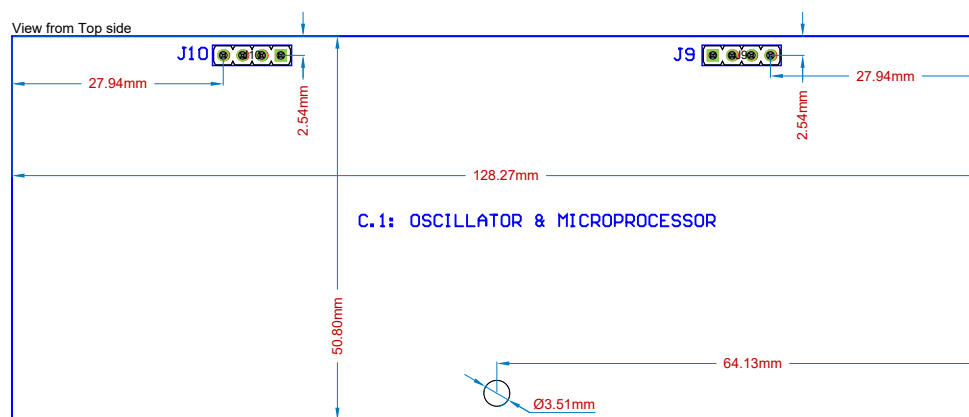 View from Top side
J10
J9
27.94mm
2.54mm
27.94mm
2.54mm
128.27mm
C.1: OSCILLATOR & MICROPROCESSOR
50.80mm
64.13mm
Ø3.51mm